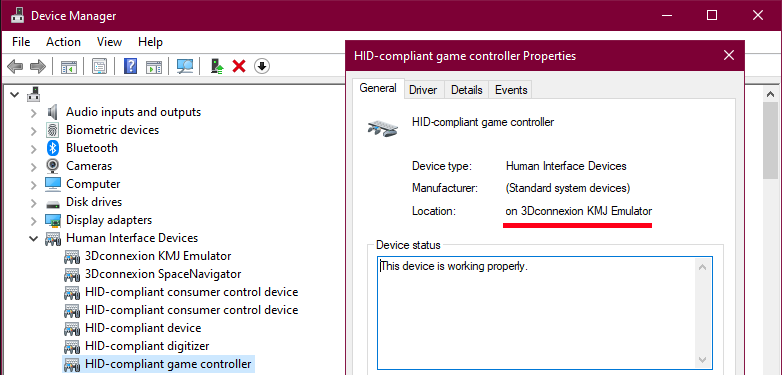 Device Manager
File Action View Help
Audio inputs and outputs
Biometric devices
Bluetooth
Cameras
Computer
Disk drives
Display adapters
Human Interface Devices
3Dconnexion KMJ Emulator
3Dconnexion SpaceNavigator
HID-compliant consumer control device
HID-compliant consumer control device
HID-compliant device
HID-compliant digitizer
HID-compliant game controller
HID-compliant game controller Properties
General Driver Details Events
HID-compliant game controller
Device type: Human Interface Devices
Manufacturer: (Standard system devices)
Location: on 3Dconnexion KMJ Emulator
Device status
This device is working properly.